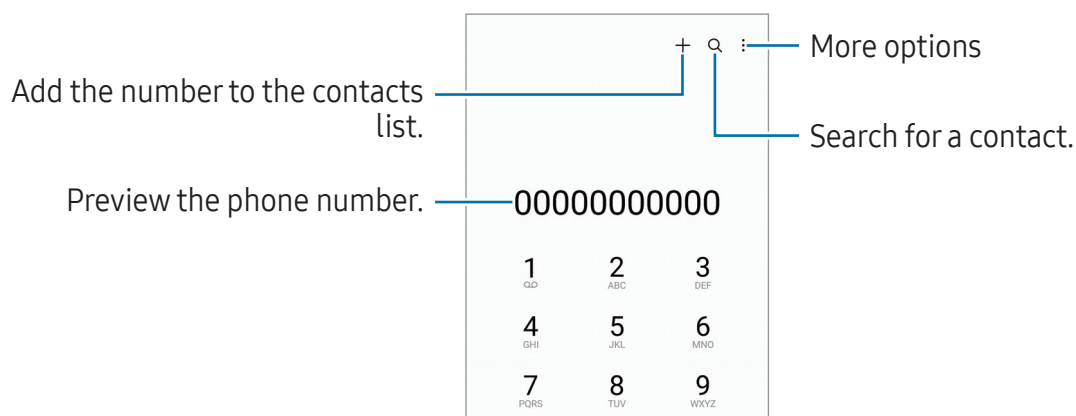 More options
Add the number to the contacts
list.
Search for a contact.
Preview the phone number.
00000000000
1 2 3
ABC DEF
4 5 6
GHI JKL MNO
7 8 9
PQRS TUV WXYZ